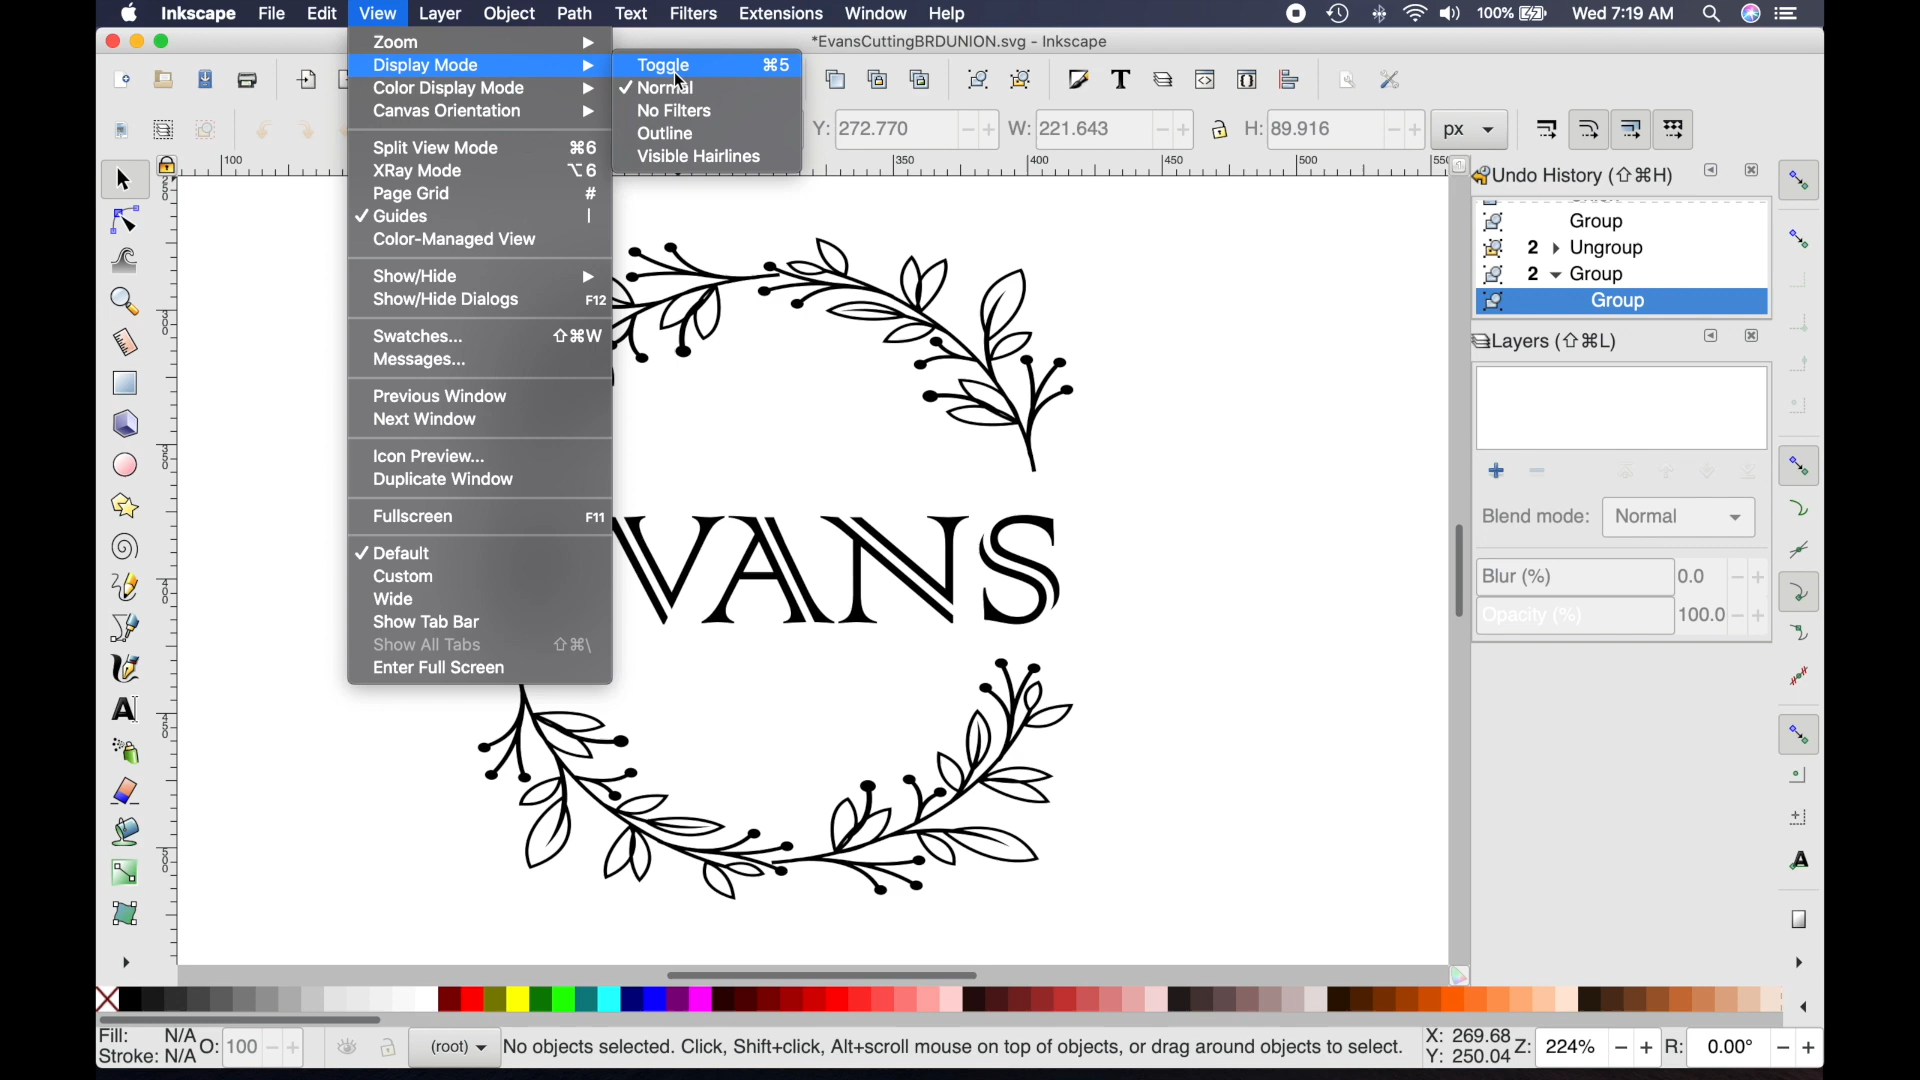 Inkscape File Edit View Layer Object Path Text Filters Extensions Window Help 100% Wed 7:19 AM
*EvansCuttingBRDUNION.svg - Inkscape
Zoom
Display Mode
Color Display Mode
Canvas Orientation
Split View Mode ⌘6
XRay Mode ⌥6
Page Grid #
✓ Guides |
Color-Managed View
Show/Hide
Show/Hide Dialogs F12
Swatches... ⇧⌘W
Messages...
Previous Window
Next Window
Icon Preview...
Duplicate Window
Fullscreen F11
✓ Default
Custom
Wide
Show Tab Bar
Show All Tabs ⇧⌘\
Enter Full Screen
Toggle ⌘5
✓ Normal
No Filters
Outline
Visible Hairlines
Y: 272.770 W: 221.643 H: 89.916 px
100 350 400 450 500
300
350
400
450
500
VANS
Undo History (⇧⌘H)
Group
2 Ungroup
2 Group
Group
Layers (⇧⌘L)
Blend mode: Normal
Blur (%) 0.0
Opacity (%) 100.0
Fill: N/A O: 100 (root) No objects selected. Click, Shift+click, Alt+scroll mouse on top of objects, or drag around objects to select. X: 269.68 Z: 224% R: 0.00°
Stroke: N/A Y: 250.04